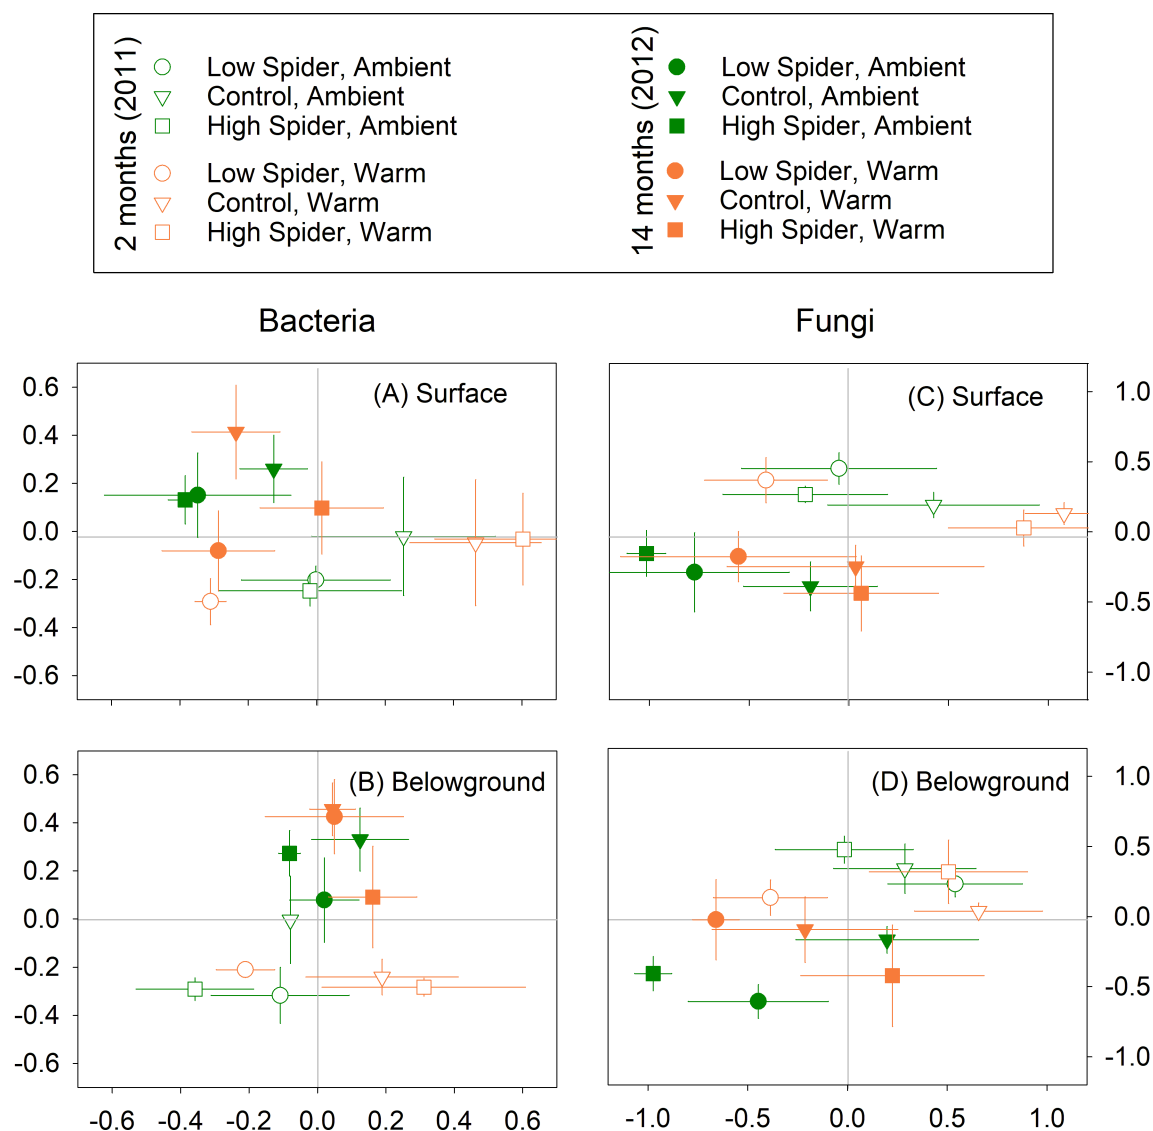 2 months (2011)
Low Spider, Ambient
Control, Ambient
High Spider, Ambient
Low Spider, Warm
Control, Warm
High Spider, Warm
14 months (2012)
Low Spider, Ambient
Control, Ambient
High Spider, Ambient
Low Spider, Warm
Control, Warm
High Spider, Warm
Bacteria
Fungi
(A) Surface
0.6
0.4
0.2
0.0
-0.2
-0.4
-0.6
(C) Surface
1.0
0.5
0.0
-0.5
-1.0
(B) Belowground
0.6
0.4
0.2
0.0
-0.2
-0.4
-0.6
-0.6 -0.4 -0.2 0.0 0.2 0.4 0.6
(D) Belowground
1.0
0.5
0.0
-0.5
-1.0
-1.0 -0.5 0.0 0.5 1.0